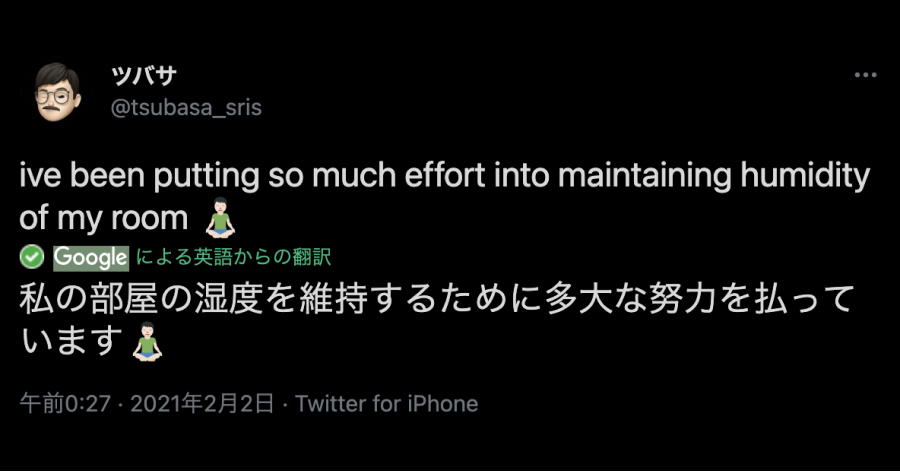 ツバサ
@tsubasa_sris
ive been putting so much effort into maintaining humidity
of my room 🧘🏻‍♂️
Google による英語からの翻訳
私の部屋の湿度を維持するために多大な努力を払って
います🧘🏻‍♂️
午前0:27 · 2021年2月2日 · Twitter for iPhone